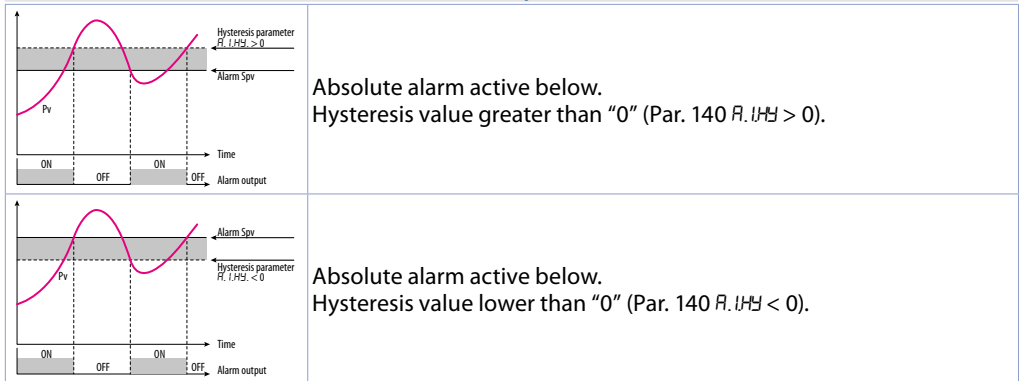 Hysteresis parameter
A. 1.HY. > 0
Alarm Spv
Pv
Time
ON
OFF
ON
OFF
Alarm output
Absolute alarm active below.
Hysteresis value greater than “0” (Par. 140 A. 1.HY > 0).
Alarm Spv
Hysteresis parameter
A. 1.HY. < 0
Pv
Time
ON
OFF
ON
OFF
Alarm output
Absolute alarm active below.
Hysteresis value lower than “0” (Par. 140 A. 1.HY < 0).